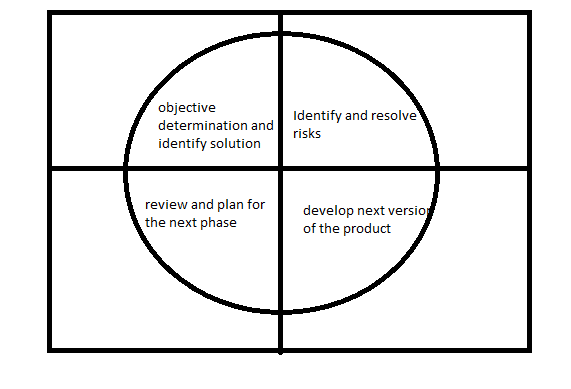 objective
determination and
identify solution
Identify and resolve
risks
review and plan for
the next phase
develop next version
of the product